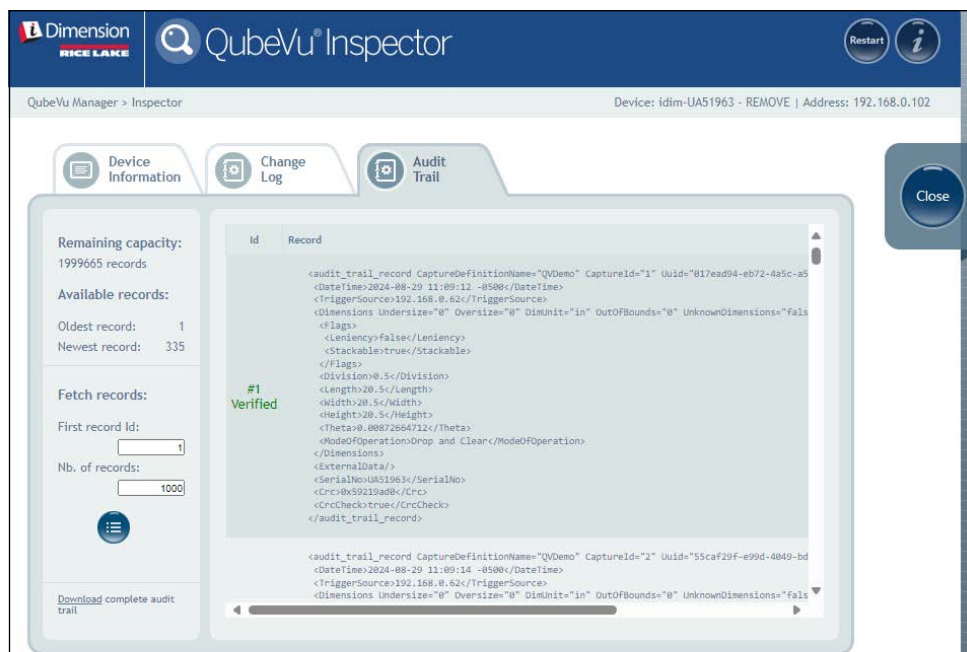 iDimension
RICE LAKE
QubeVu® Inspector
Restart
i
QubeVu Manager > Inspector
Device: idim-UA51963 - REMOVE | Address: 192.168.0.102
Device Information
Change Log
Audit Trail
Close
Remaining capacity:
1999665 records
Available records:
Oldest record: 1
Newest record: 335
Fetch records:
First record Id:
1
Nb. of records:
1000
Download complete audit
trail
Id Record
#1
Verified
<audit_trail_record CaptureDefinitionName="QVDemo" CaptureId="1" Uuid="017ead94-eb72-4a5c-a5
<DateTime>2024-08-29 11:09:12 -0500</DateTime>
<TriggerSource>192.168.0.62</TriggerSource>
<Dimensions Undersize="0" Oversize="0" DimUnit="in" OutOfBounds="0" UnknownDimensions="fals
<Flags>
<Leniency>false</Leniency>
<Stackable>true</Stackable>
</Flags>
<Division>0.5</Division>
<Length>20.5</Length>
<Width>20.5</Width>
<Height>20.5</Height>
<Theta>0.00872664712</Theta>
<ModeOfOperation>Drop and Clear</ModeOfOperation>
</Dimensions>
<ExternalData/>
<SerialNo>UA51963</SerialNo>
<Crc>0x59219ad0</Crc>
<CrcCheck>true</CrcCheck>
</audit_trail_record>
<audit_trail_record CaptureDefinitionName="QVDemo" CaptureId="2" Uuid="55caf29f-e99d-4049-bd
<DateTime>2024-08-29 11:09:14 -0500</DateTime>
<TriggerSource>192.168.0.62</TriggerSource>
<Dimensions Undersize="0" Oversize="0" DimUnit="in" OutOfBounds="0" UnknownDimensions="fals